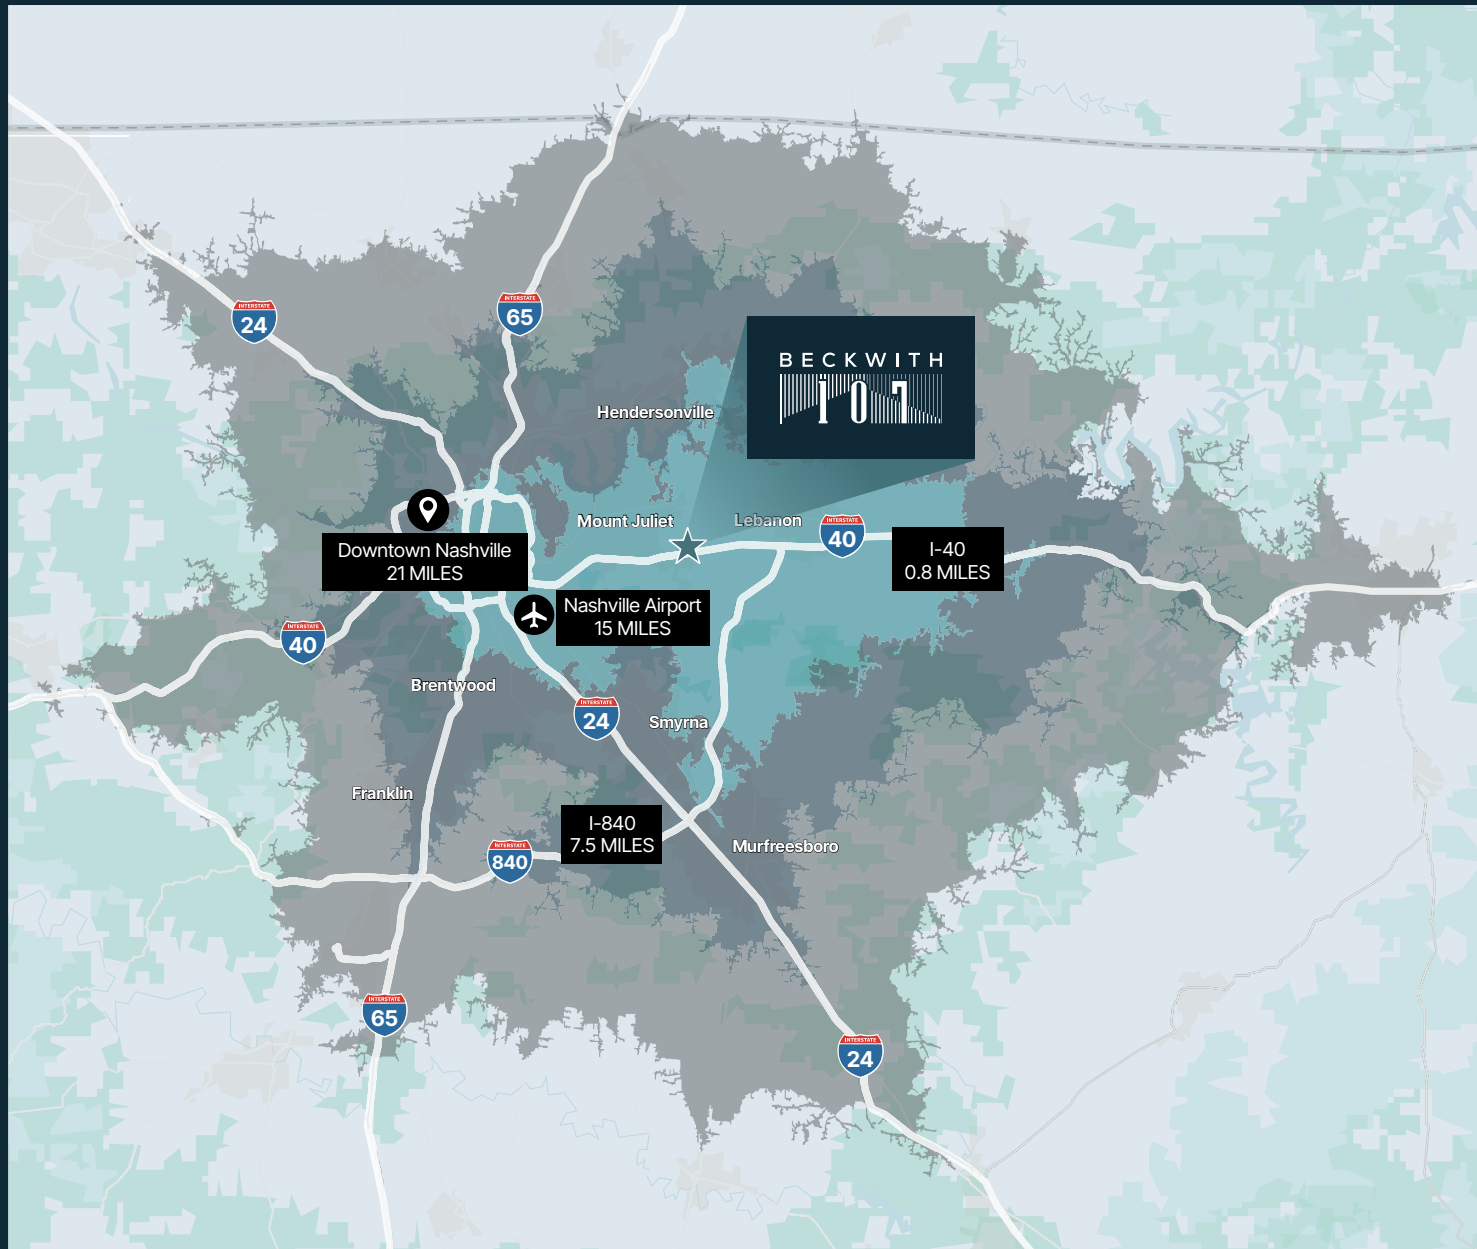 INTERSTATE
65
INTERSTATE
24
BECKWITH
107
Hendersonville
Mount Juliet
Lebanon
INTERSTATE
40
Downtown Nashville
21 MILES
I-40
0.8 MILES
Nashville Airport
15 MILES
INTERSTATE
40
Brentwood
INTERSTATE
24
Smyrna
Franklin
I-840
7.5 MILES
INTERSTATE
840
Murfreesboro
INTERSTATE
65
INTERSTATE
24